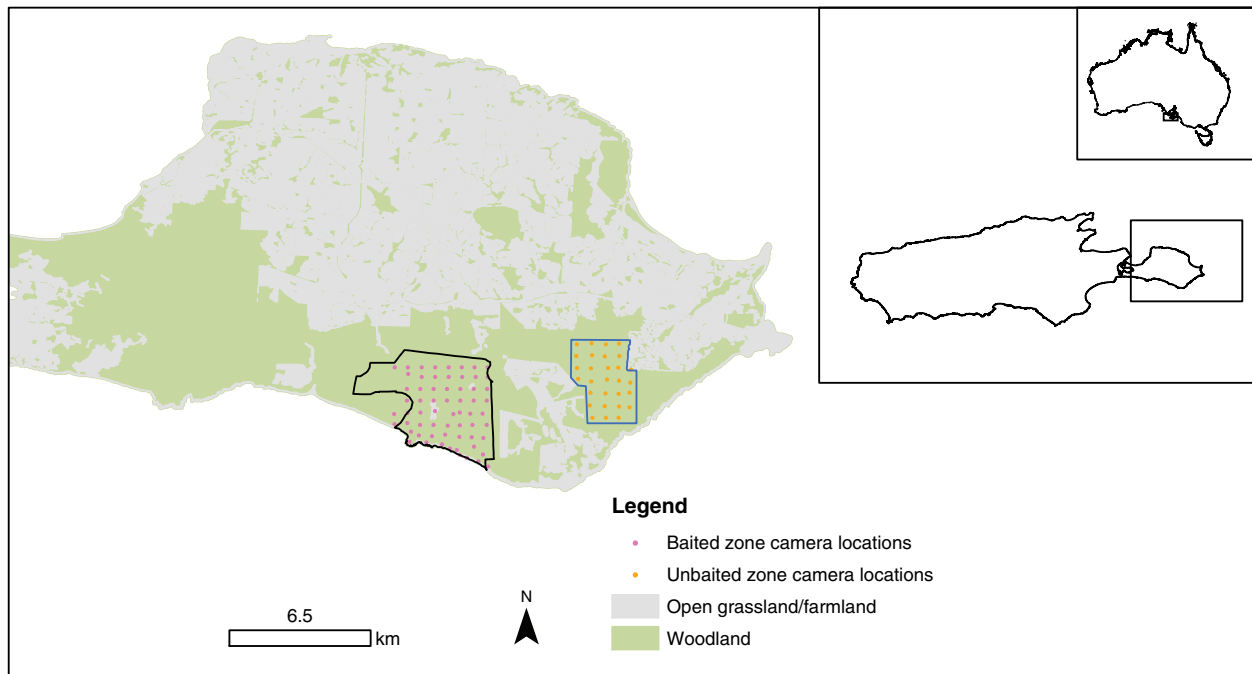 Legend
Baited zone camera locations
Unbaited zone camera locations
Open grassland/farmland
Woodland
6.5
km
N